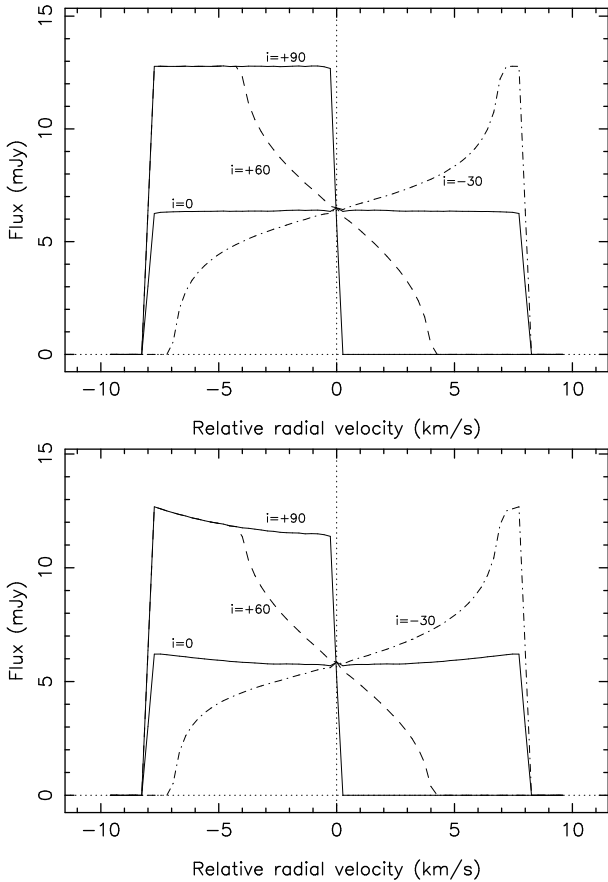 15
10
5
0
Flux (mJy)
i=+90
i=+60
i=−30
i=0
−10 −5 0 5 10
Relative radial velocity (km/s)
15
10
5
0
Flux (mJy)
i=+90
i=+60
i=−30
i=0
−10 −5 0 5 10
Relative radial velocity (km/s)